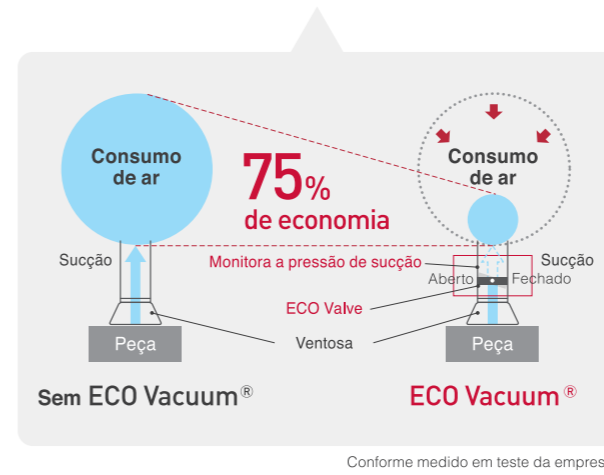 Consumo
de ar
75%
de economia
Consumo
de ar
Sucção
Monitora a pressão de sucção
Sucção
Aberto
Fechado
ECO Valve
Ventosa
Peça
Peça
Sem ECO Vacuum®
ECO Vacuum®
Conforme medido em teste da empres